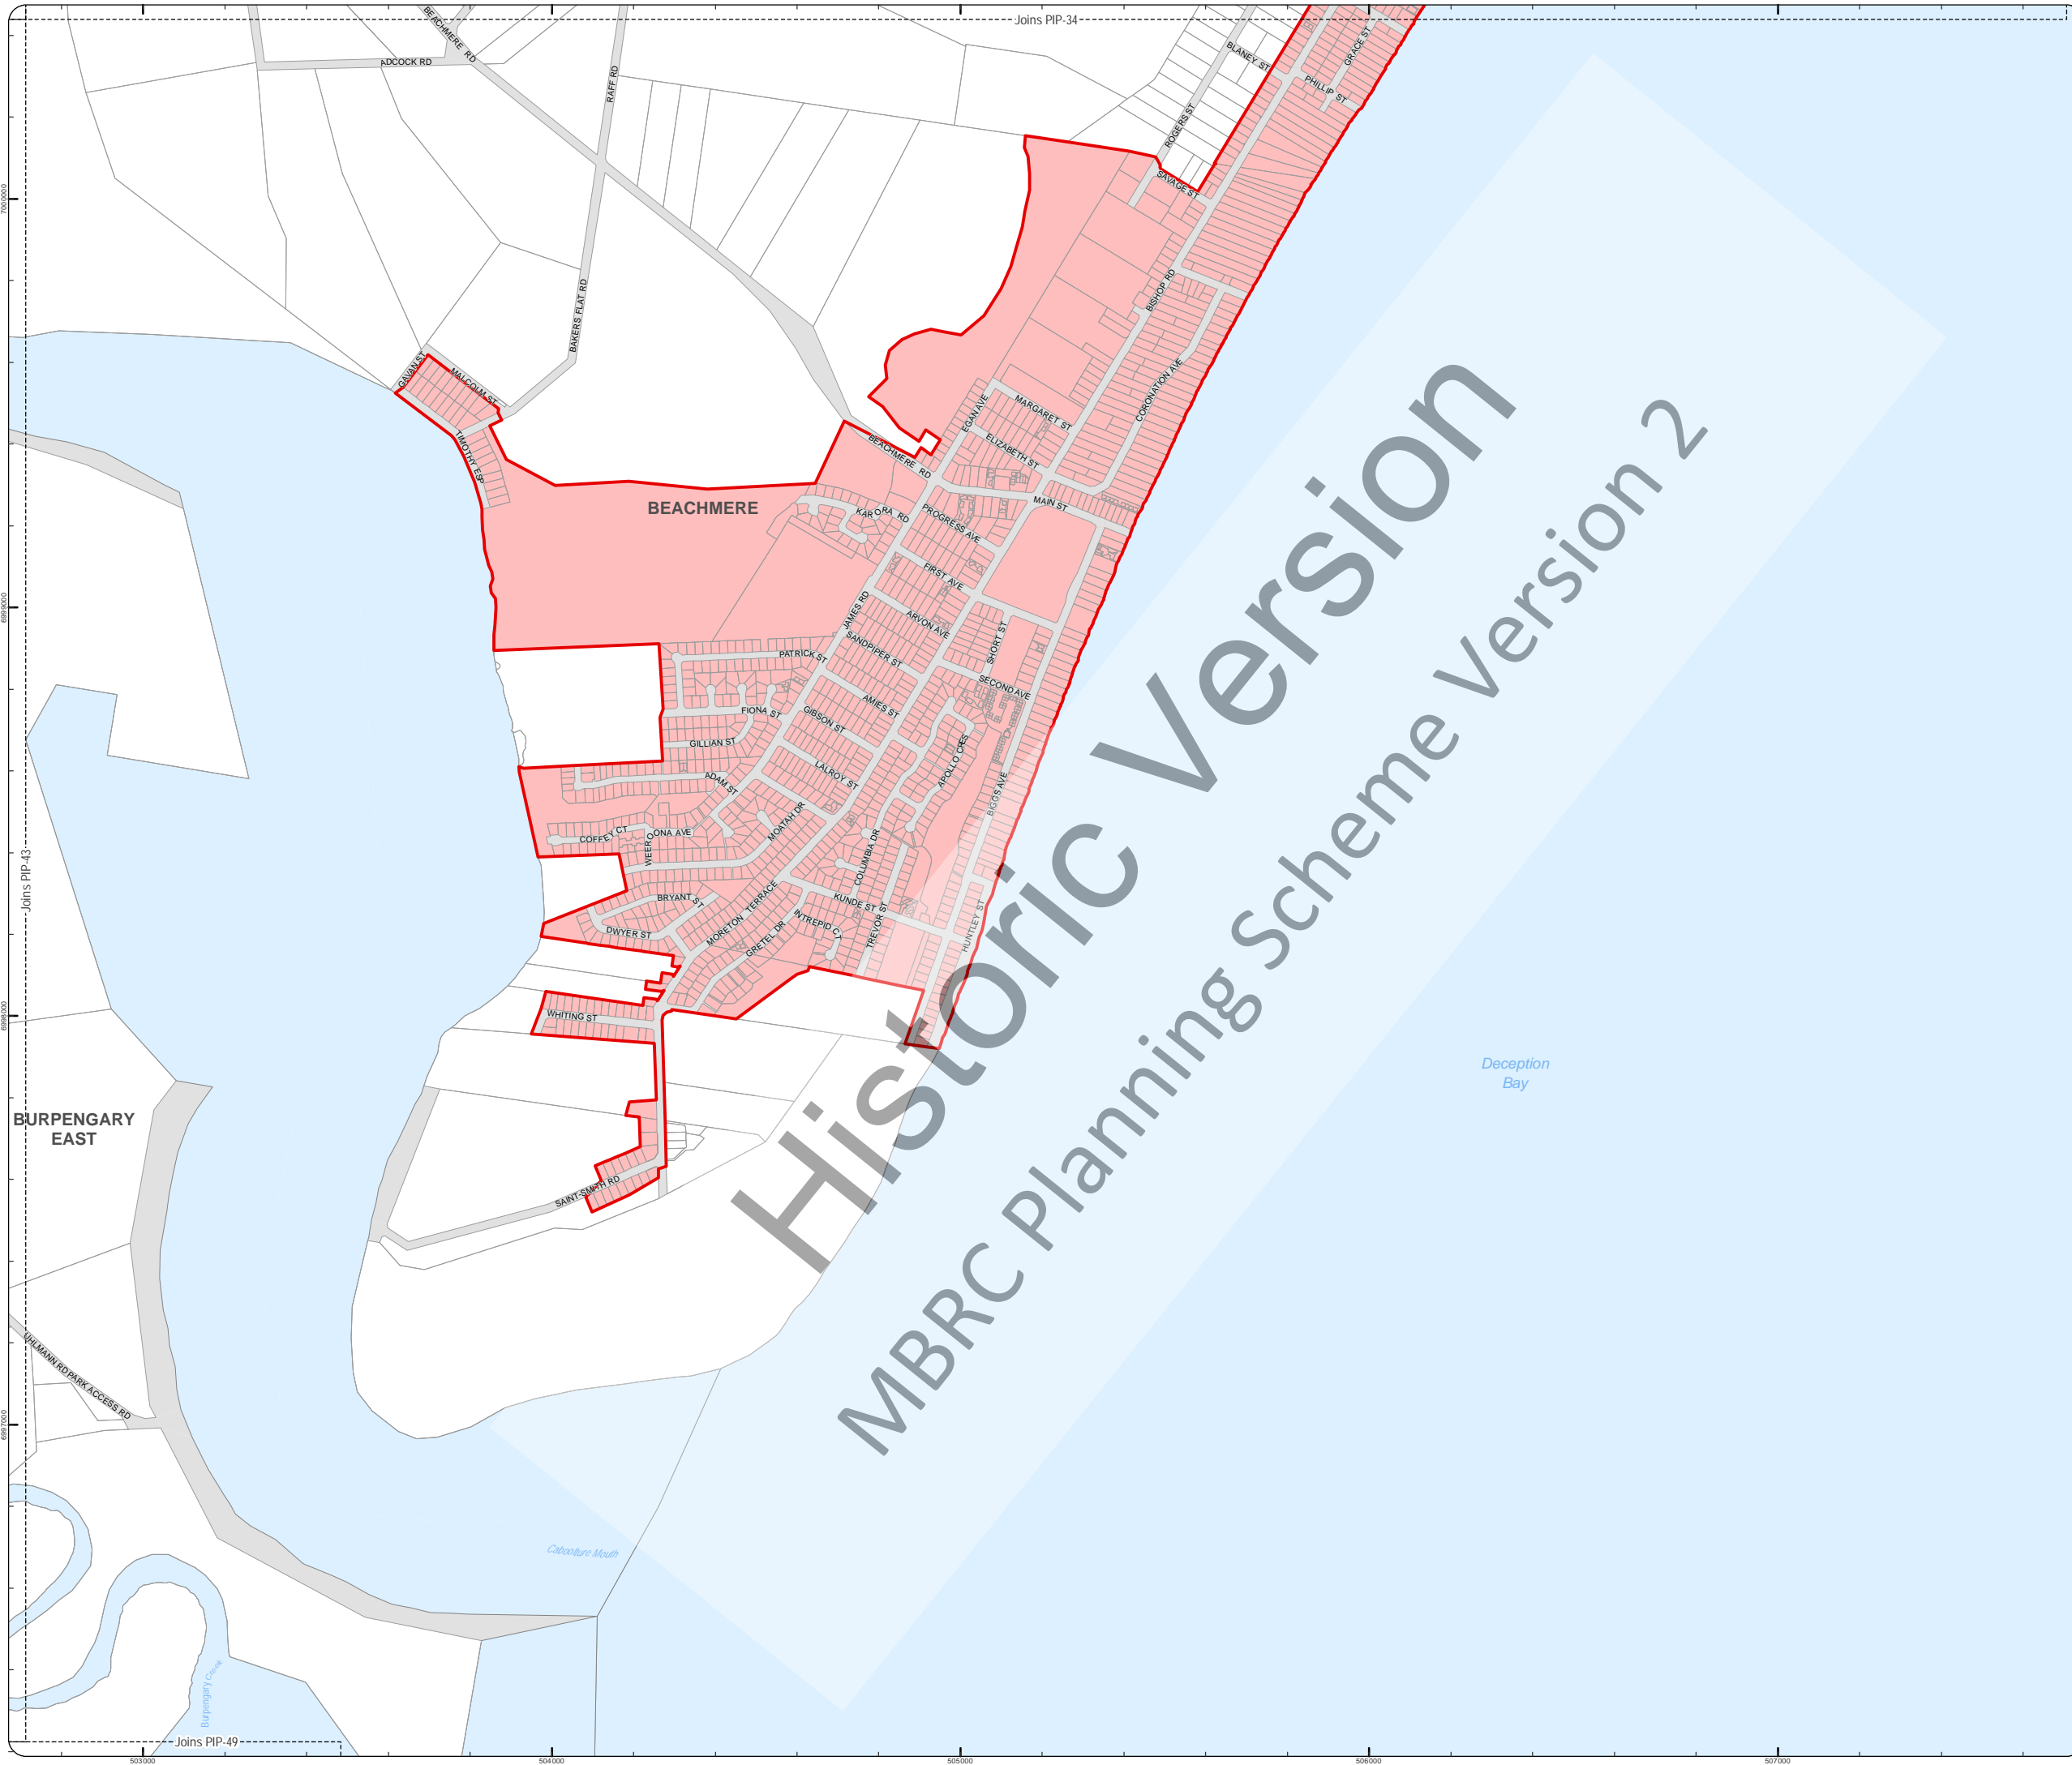 Joins PIP-34
BEACHMERE RD
ADCOCK RD
RAFF RD
BLANEY ST
GRACE ST
PHILLIP ST
ROGERS ST
SAVAGE ST
7000000
BISHOP RD
BAKERS FLAT RD
GAVAN ST
MALCOLM ST
CORONATION AVE
EGAN AVE
MARGARET ST
TIMOTHY ESP
ELIZABETH ST
BEACHMERE RD
BEACHMERE
MAIN ST
KARORA RD
PROGRESS AVE
FIRST AVE
6999000
JAMES RD
ARVON AVE
SHORT ST
SANDPIPER ST
PATRICK ST
SECOND AVE
AMIES ST
FIONA ST
GIBSON ST
GILLIAN ST
APOLLO CRES
LALROY ST
ADAM ST
BIGGS AVE
MOATAH DR
COFFEY CT
WEEROONA AVE
COLUMBIA DR
Joins PIP-43
BRYANT ST
KUNDE ST
MORETON TERRACE
INTREPID CT
TREVOR ST
HUNTLEY ST
DWYER ST
GRETEL DR
6998000
WHITING ST
Deception
Bay
BURPENGARY
EAST
SAINT-SMITH RD
Historic Version
MBRC Planning Scheme Version 2
UHLMANN RD PARK ACCESS RD
6997000
Caboolture Mouth
Burpengary Creek
Joins PIP-49
503000
504000
505000
506000
507000